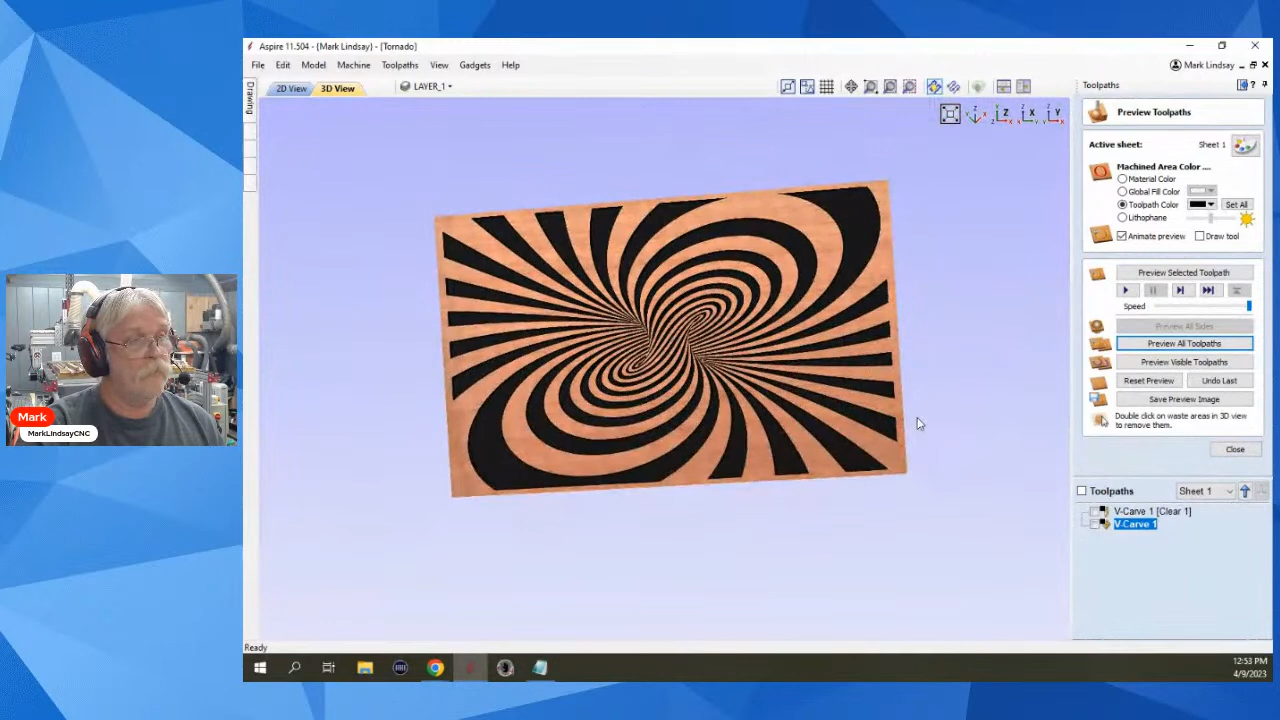 Aspire 11.504 - {Mark Lindsay} - [Tornado]
File Edit Model Machine Toolpaths View Gadgets Help
Mark Lindsay
Drawing
2D View 3D View LAYER_1
Toolpaths
Preview Toolpaths
Active sheet: Sheet 1
Machined Area Color ....
Material Color
Global Fill Color
Toolpath Color Set All
Lithophane
Animate preview Draw tool
Preview Selected Toolpath
Speed
Preview All Sides
Preview All Toolpaths
Preview Visible Toolpaths
Reset Preview Undo Last
Save Preview Image
Double click on waste areas in 3D view
to remove them.
Close
Toolpaths Sheet 1
V-Carve 1 [Clear 1]
V-Carve 1
Mark
MarkLindsayCNC
Ready
12:53 PM
4/9/2023